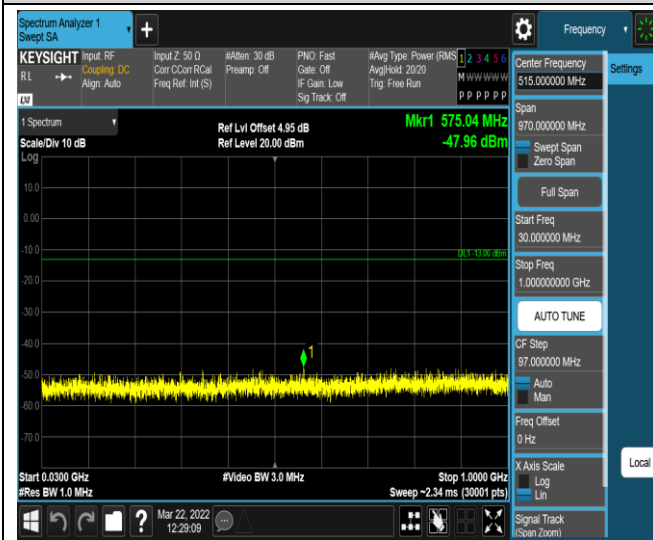 Spectrum Analyzer 1
Swept SA
+
Frequency
KEYSIGHT
RL
LXI
Input: RF
Coupling: DC
Align: Auto
Input Z: 50 Ω
Corr CCorr RCal
Freq Ref: Int (S)
#Atten: 30 dB
Preamp: Off
PNO: Fast
Gate: Off
IF Gain: Low
Sig Track: Off
#Avg Type: Power (RMS
Avg|Hold: 20/20
Trig: Free Run
1 2 3 4 5 6
M W W W W W
P P P P P P
1 Spectrum
Scale/Div 10 dB
Ref Lvl Offset 4.95 dB
Ref Level 20.00 dBm
Mkr1 575.04 MHz
-47.96 dBm
Log
10.0
0.00
-10.0
DL1 -13.00 dBm
-20.0
-30.0
-40.0
1
-50.0
-60.0
-70.0
Start 0.0300 GHz
#Res BW 1.0 MHz
#Video BW 3.0 MHz
Stop 1.0000 GHz
Sweep ~2.34 ms (30001 pts)
?
Mar 22, 2022
12:29:09
Center Frequency
515.000000 MHz
Span
970.000000 MHz
Swept Span
Zero Span
Full Span
Start Freq
30.000000 MHz
Stop Freq
1.000000000 GHz
AUTO TUNE
CF Step
97.000000 MHz
Auto
Man
Freq Offset
0 Hz
X Axis Scale
Log
Lin
Signal Track
(Span Zoom)
Settings
Local